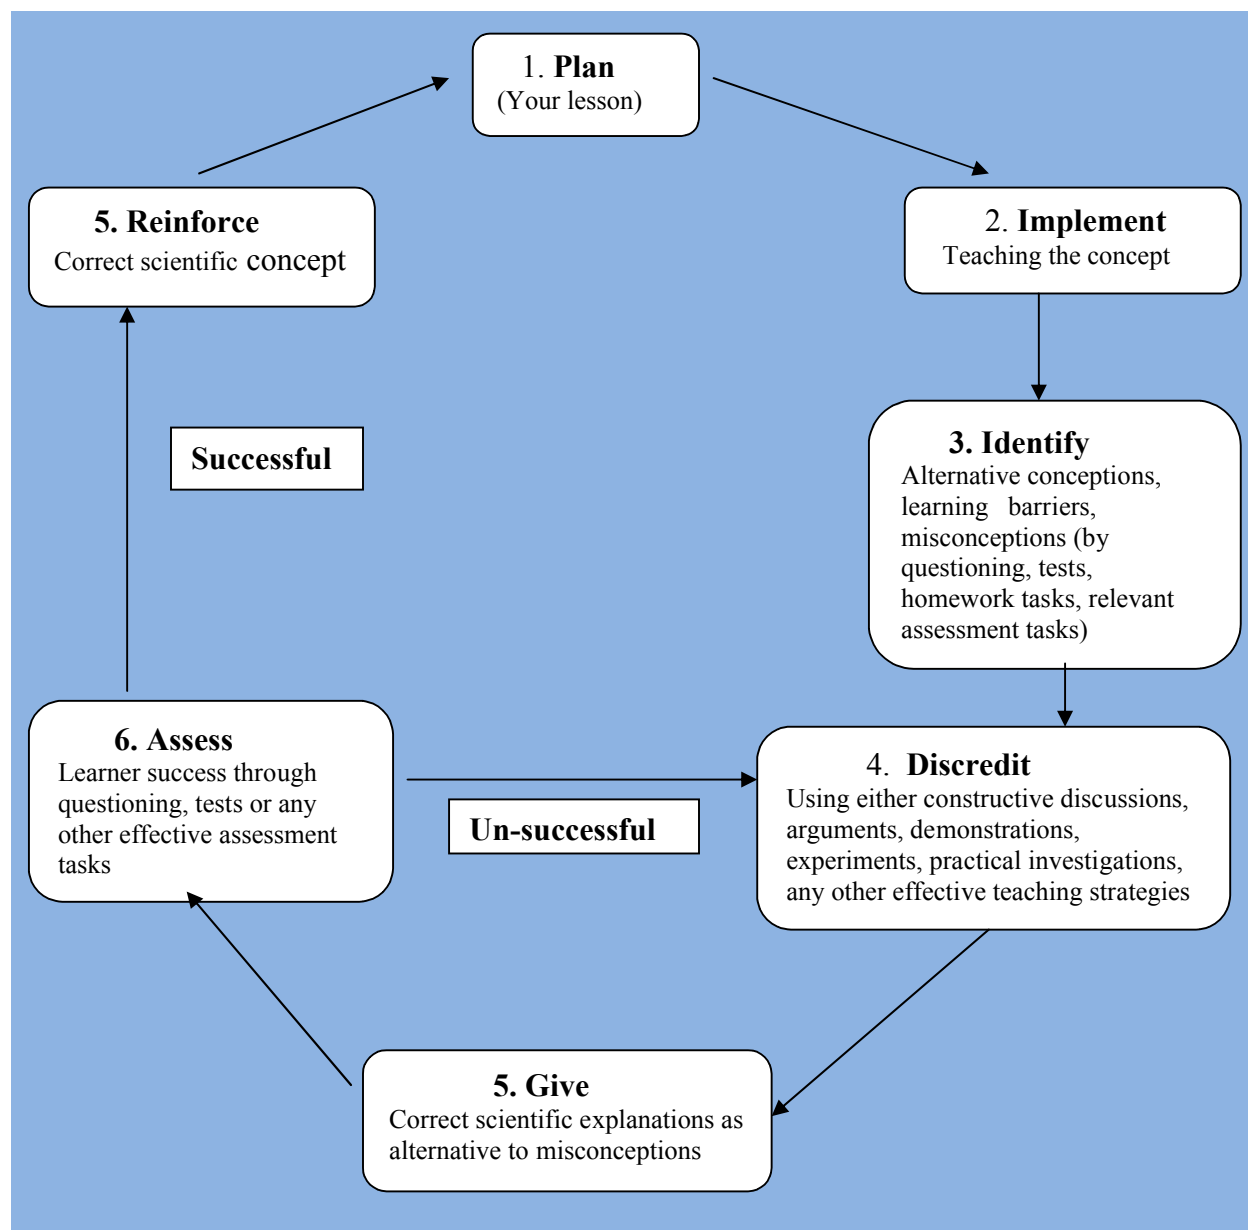 1. Plan
(Your lesson)
2. Implement
Teaching the concept
3. Identify
Alternative conceptions,
learning barriers,
misconceptions (by
questioning, tests,
homework tasks, relevant
assessment tasks)
4. Discredit
Using either constructive discussions,
arguments, demonstrations,
experiments, practical investigations,
any other effective teaching strategies
5. Give
Correct scientific explanations as
alternative to misconceptions
6. Assess
Learner success through
questioning, tests or any
other effective assessment
tasks
Un-successful
Successful
5. Reinforce
Correct scientific concept